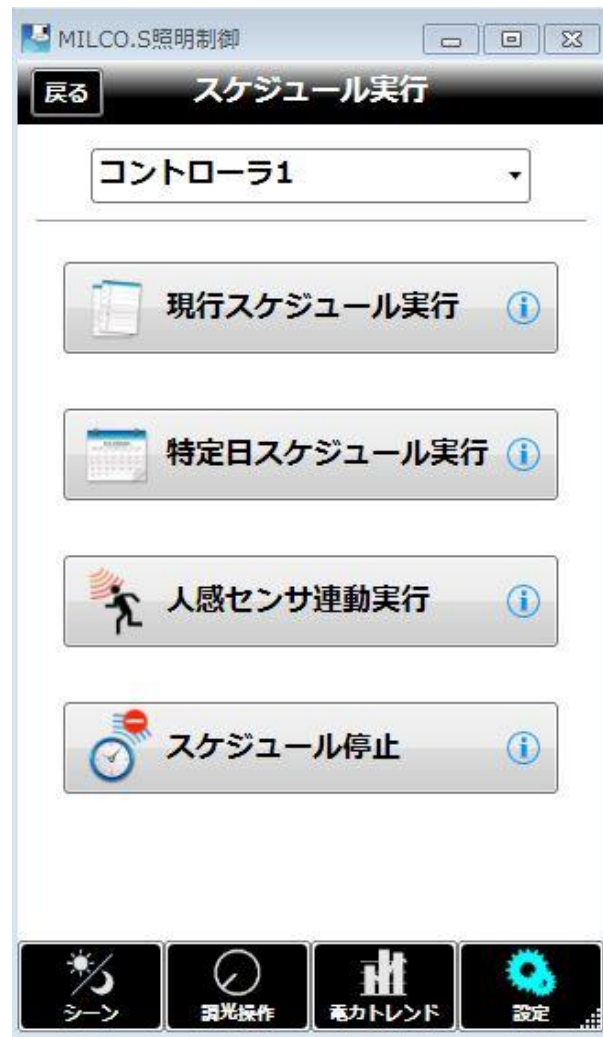 MILCO.S照明制御
戻る スケジュール実行
コントローラ1
現行スケジュール実行
特定日スケジュール実行
人感センサ連動実行
スケジュール停止
シーン 調光操作 電力トレンド 設定